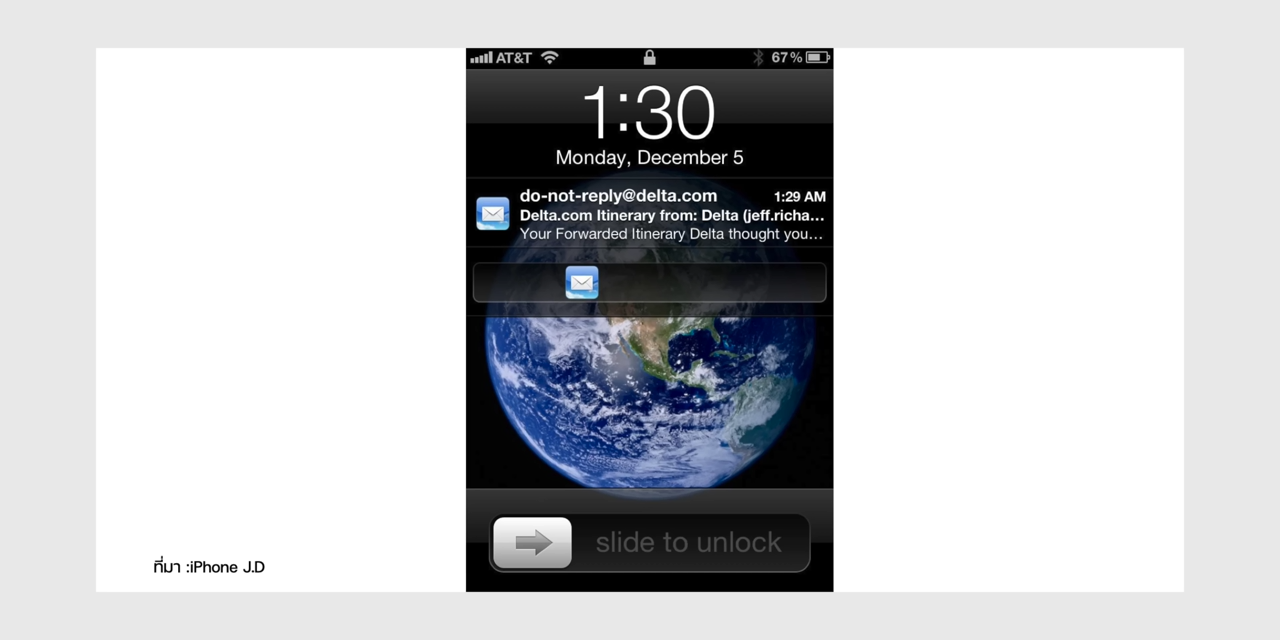 AT&T 67%
1:30
Monday, December 5
do-not-reply@delta.com 1:29 AM
Delta.com Itinerary from: Delta (jeff.richa...
Your Forwarded Itinerary Delta thought you...
slide to unlock
ที่มา :iPhone J.D